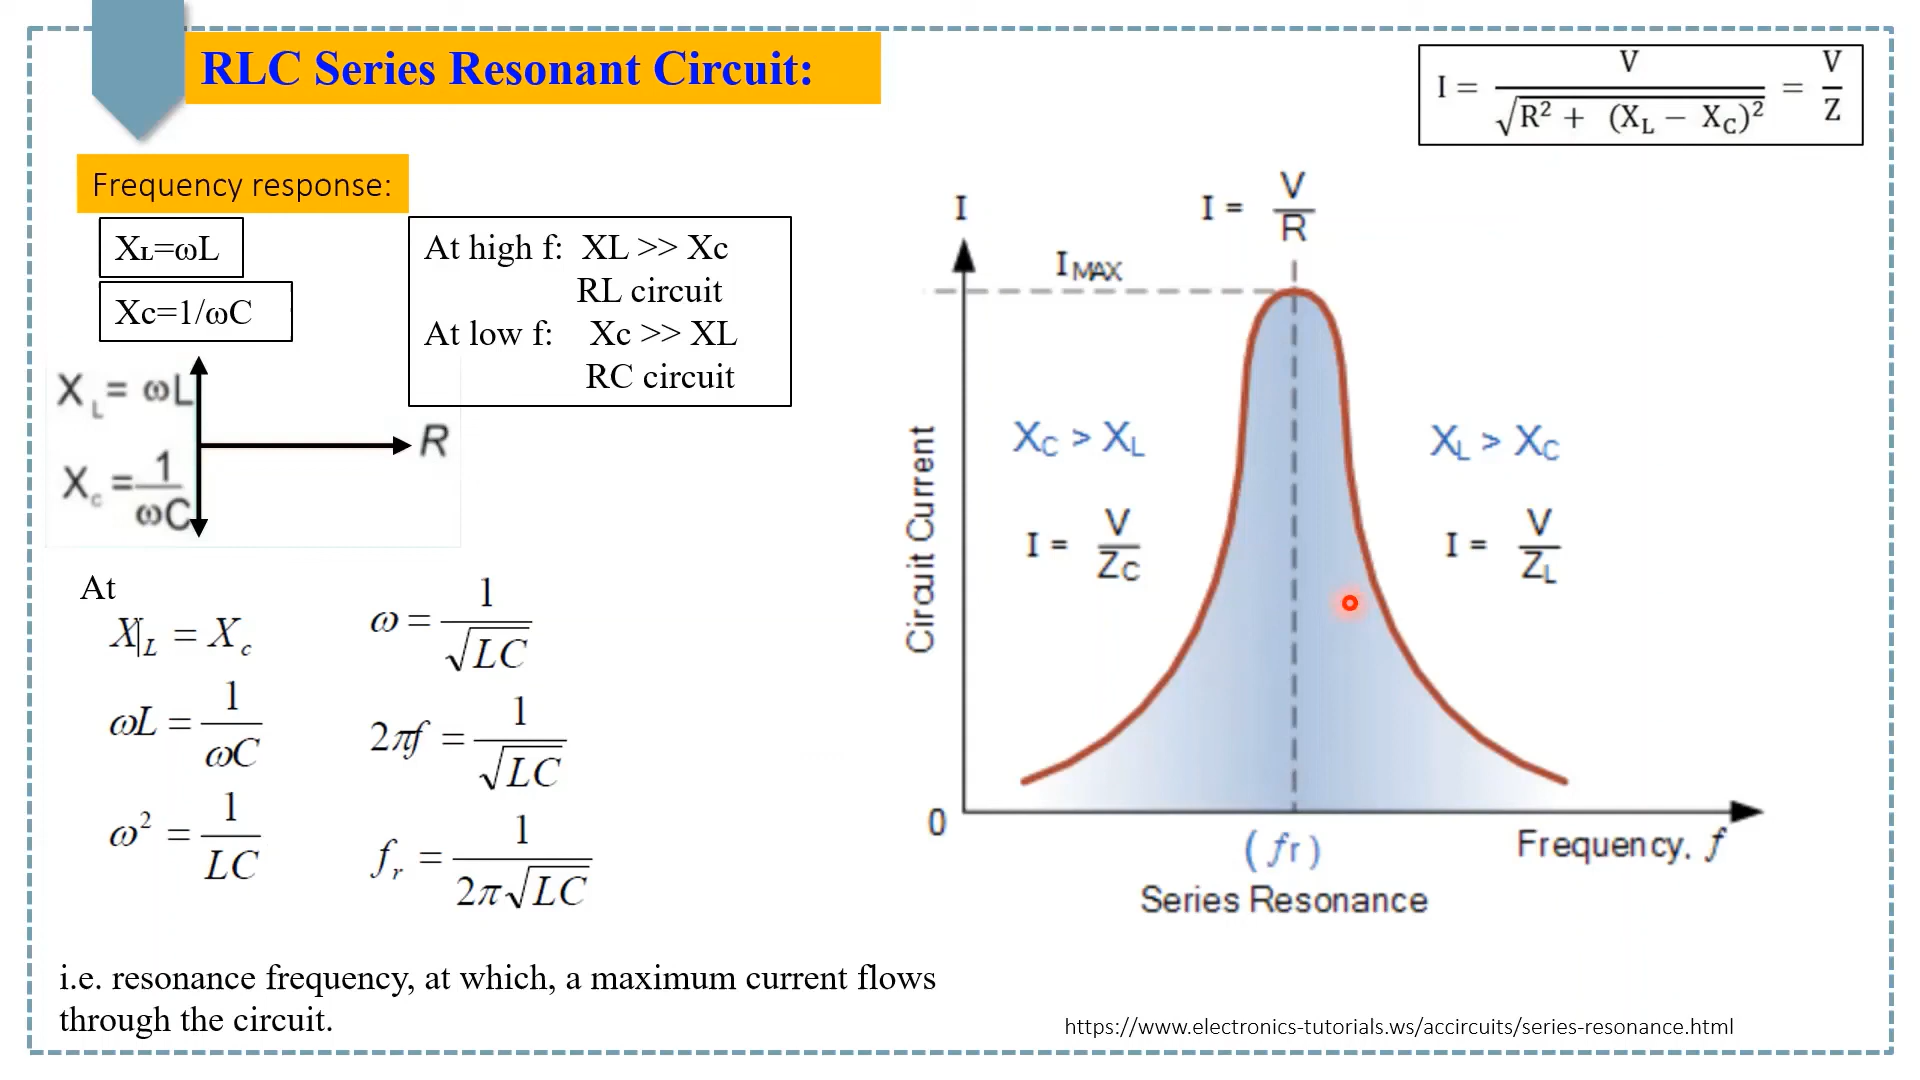 RLC Series Resonant Circuit:
I = V / √R² + (XL − XC)² = V / Z
Frequency response:
XL=ωL
Xc=1/ωC
At high f: XL >> Xc
RL circuit
At low f: Xc >> XL
RC circuit
X L = ωL
R
X c = 1 / ωC
At
XL = Xc
ωL = 1 / ωC
ω² = 1 / LC
ω = 1 / √LC
2πf = 1 / √LC
fr = 1 / 2π√LC
I
I = V / R
IMAX
Circuit Current
XC > XL
I = V / ZC
XL > XC
I = V / ZL
0
( fr )
Frequency, f
Series Resonance
i.e. resonance frequency, at which, a maximum current flows
through the circuit.
https://www.electronics-tutorials.ws/accircuits/series-resonance.html